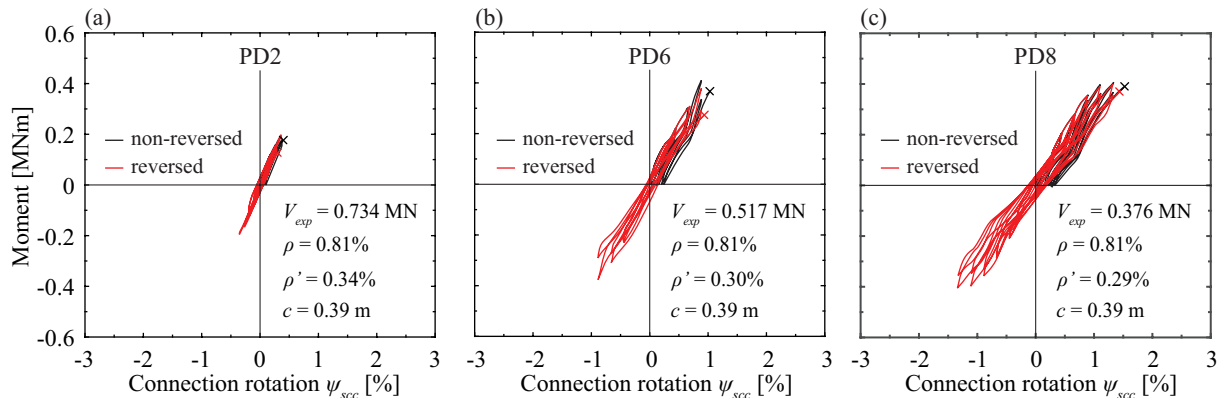 (a)
PD2
0.6
0.4
0.2
0
-0.2
-0.4
-0.6
Moment [MNm]
non-reversed
reversed
V_exp = 0.734 MN
ρ = 0.81%
ρ' = 0.34%
c = 0.39 m
-3 -2 -1 0 1 2 3
Connection rotation ψ_scc [%]
(b)
PD6
non-reversed
reversed
V_exp = 0.517 MN
ρ = 0.81%
ρ' = 0.30%
c = 0.39 m
-3 -2 -1 0 1 2 3
Connection rotation ψ_scc [%]
(c)
PD8
non-reversed
reversed
V_exp = 0.376 MN
ρ = 0.81%
ρ' = 0.29%
c = 0.39 m
-3 -2 -1 0 1 2 3
Connection rotation ψ_scc [%]